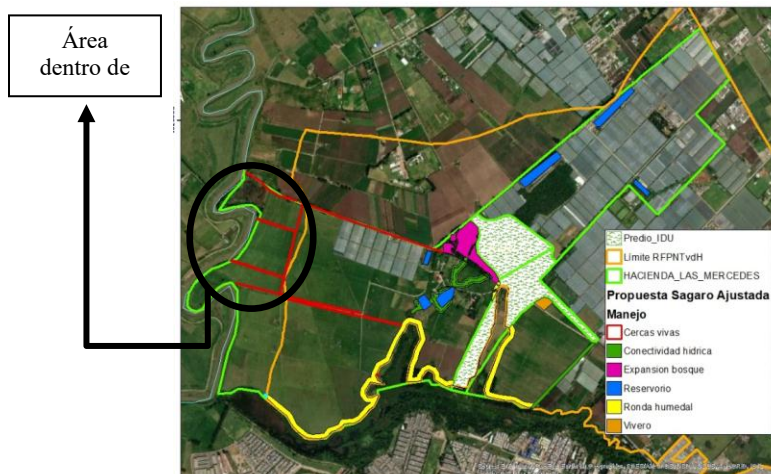 Área
dentro de
Predio_IDU
Límite RFPNTvdH
HACIENDA_LAS_MERCEDES
Propuesta Sagaro Ajustada
Manejo
Cercas vivas
Conectividad hidrica
Expansion bosque
Reservorio
Ronda humedal
Vivero